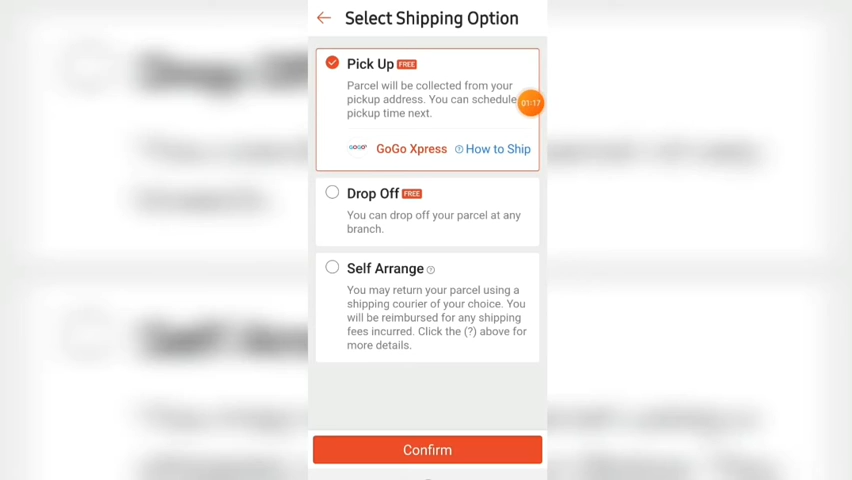 Select Shipping Option
Pick Up FREE
Parcel will be collected from your
pickup address. You can schedule
01:17
pickup time next.
GOGO GoGo Xpress ? How to Ship
Drop Off FREE
You can drop off your parcel at any
branch.
Self Arrange ?
You may return your parcel using a
shipping courier of your choice. You
will be reimbursed for any shipping
fees incurred. Click the (?) above for
more details.
Confirm